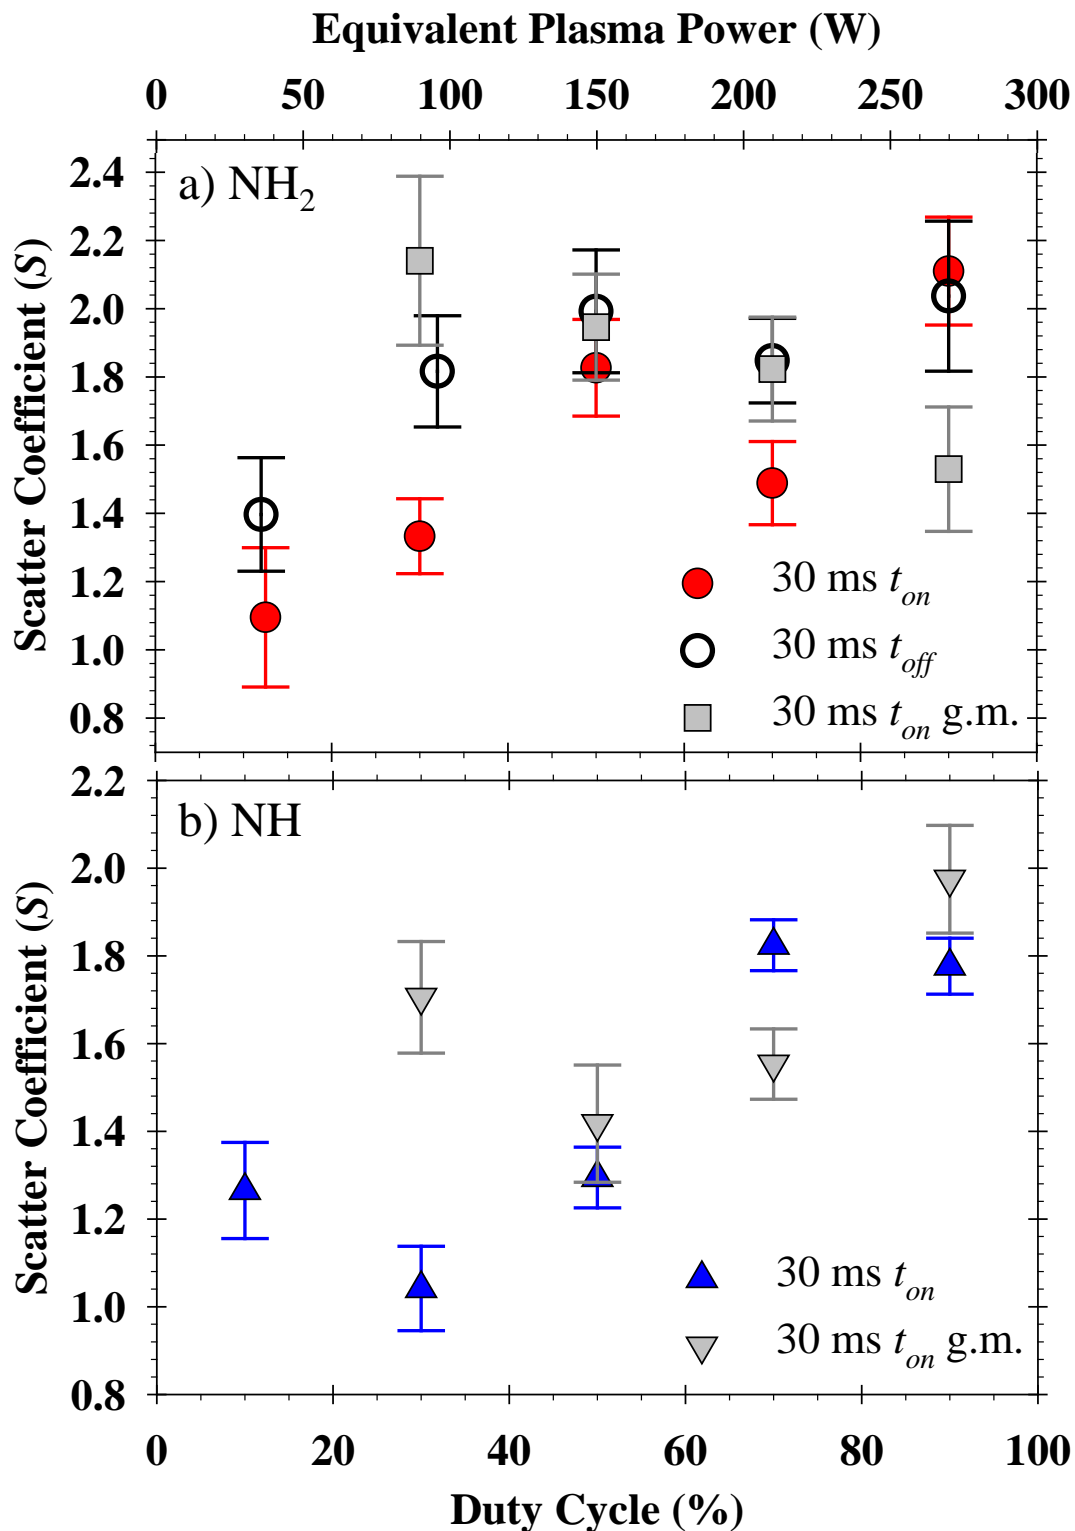 Equivalent Plasma Power (W)
0 50 100 150 200 250 300
a) NH2
Scatter Coefficient (S)
2.4
2.2
2.0
1.8
1.6
1.4
1.2
1.0
0.8
30 ms ton
30 ms toff
30 ms ton g.m.
b) NH
Scatter Coefficient (S)
2.2
2.0
1.8
1.6
1.4
1.2
1.0
0.8
30 ms ton
30 ms ton g.m.
0 20 40 60 80 100
Duty Cycle (%)